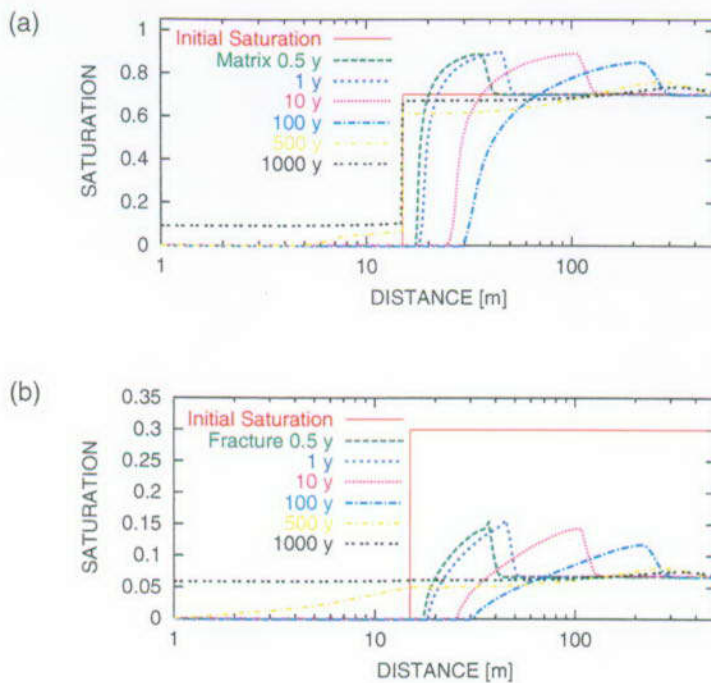 (a)
SATURATION
1
0.8
0.6
0.4
0.2
0
Initial Saturation
Matrix 0.5 y
1 y
10 y
100 y
500 y
1000 y
1
10
100
DISTANCE [m]
(b)
SATURATION
0.35
0.3
0.25
0.2
0.15
0.1
0.05
0
Initial Saturation
Fracture 0.5 y
1 y
10 y
100 y
500 y
1000 y
1
10
100
DISTANCE [m]